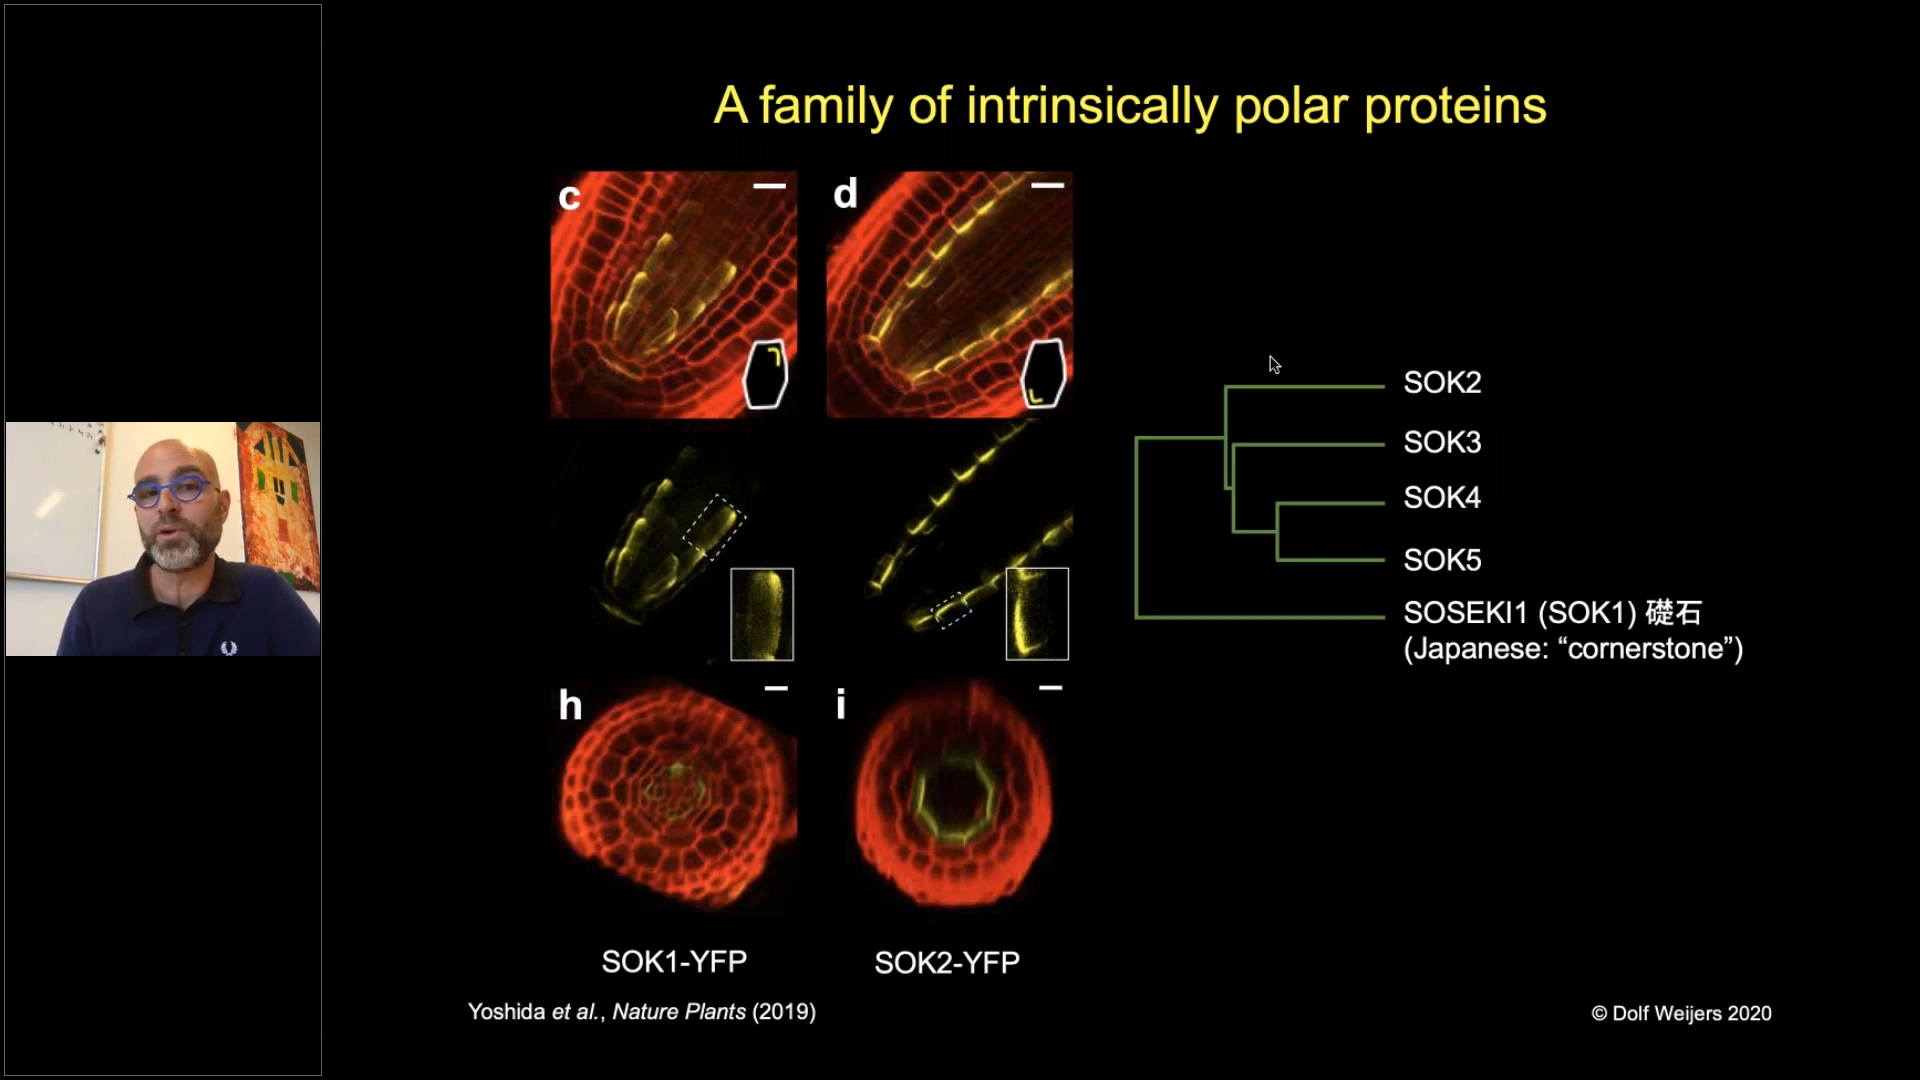 A family of intrinsically polar proteins
c
d
SOK2
SOK3
SOK4
SOK5
SOSEKI1 (SOK1) 礎石
(Japanese: “cornerstone”)
h
i
SOK1-YFP
SOK2-YFP
Yoshida et al., Nature Plants (2019)
© Dolf Weijers 2020